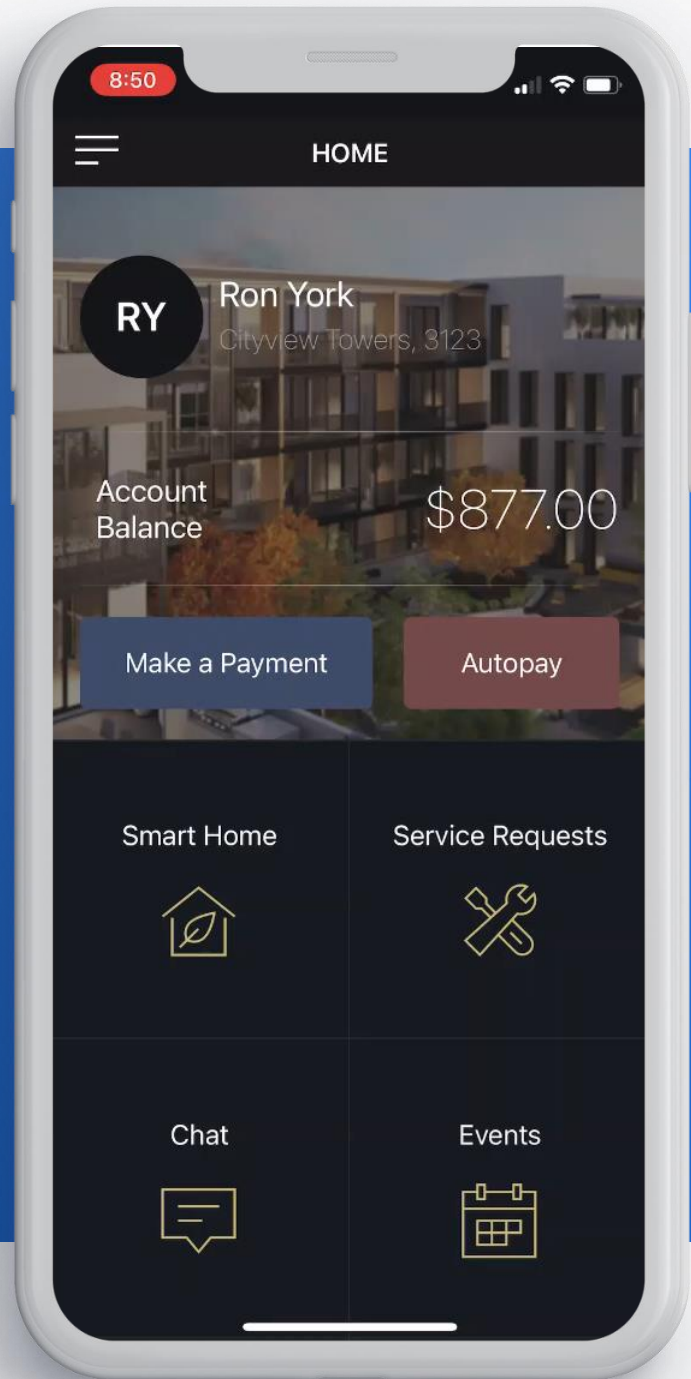 8:50
HOME
RY
Ron York
Cityview Towers, 3123
Account
Balance
$877.00
Make a Payment
Autopay
Smart Home
Service Requests
Chat
Events